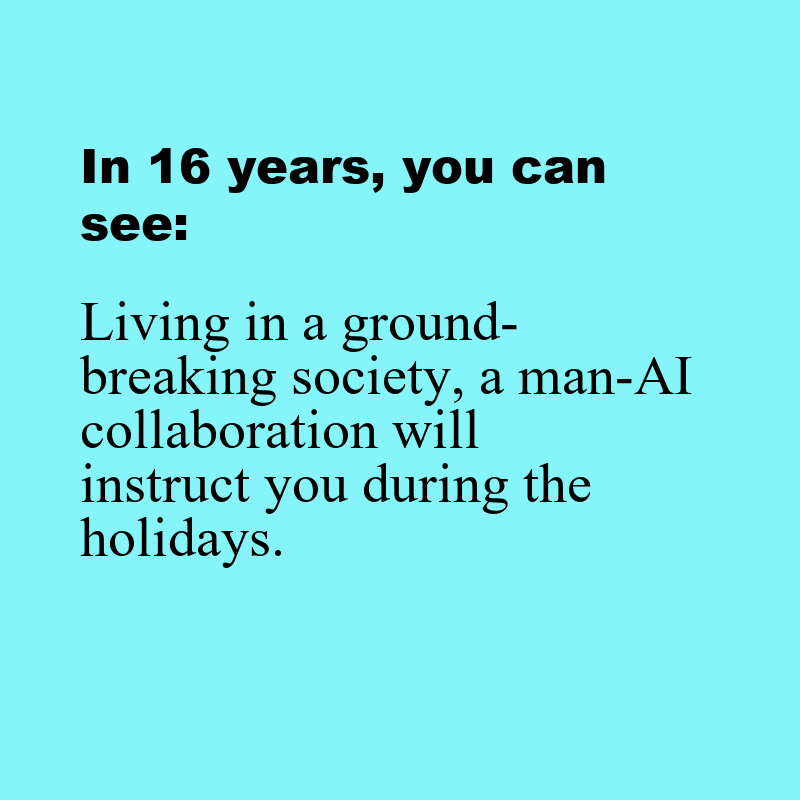 In 16 years, you can
see:
Living in a ground-
breaking society, a man-AI
collaboration will
instruct you during the
holidays.